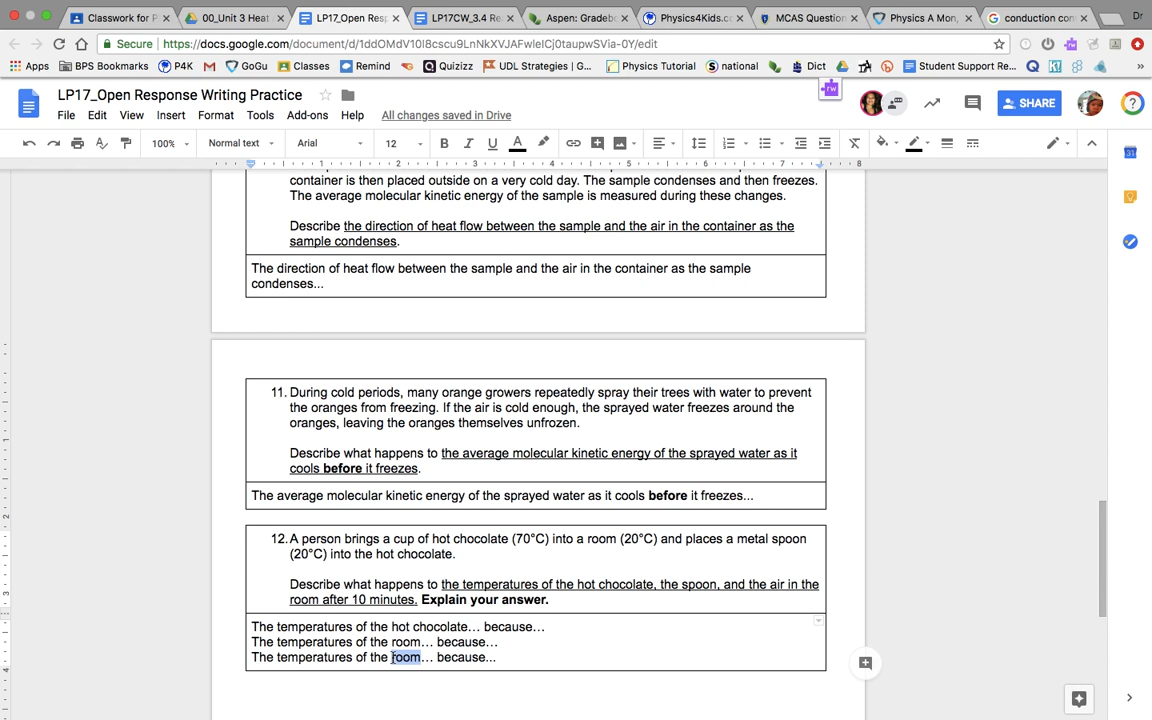 Classwork for P
00_Unit 3 Heat
LP17_Open Resp
LP17CW_3.4 Re
Aspen: Gradeb
Physics4Kids.co
MCAS Question
Physics A Mon,
conduction con
Dr
Secure
https://docs.google.com/document/d/1ddOMdV10I8cscu9LnNkXVJAFwleICj0taupwSVia-0Y/edit
Apps
BPS Bookmarks
P4K
GoGu
Classes
Remind
Quizizz
UDL Strategies | G...
Physics Tutorial
national
Dict
Student Support Re...
»
rw
LP17_Open Response Writing Practice
File Edit View Insert Format Tools Add-ons Help All changes saved in Drive
SHARE
100% Normal text Arial 12 B I U A
1 2 3 4 5 6 7 8
container is then placed outside on a very cold day. The sample condenses and then freezes.
The average molecular kinetic energy of the sample is measured during these changes.
Describe the direction of heat flow between the sample and the air in the container as the
sample condenses.
The direction of heat flow between the sample and the air in the container as the sample
condenses...
11. During cold periods, many orange growers repeatedly spray their trees with water to prevent
the oranges from freezing. If the air is cold enough, the sprayed water freezes around the
oranges, leaving the oranges themselves unfrozen.
Describe what happens to the average molecular kinetic energy of the sprayed water as it
cools before it freezes.
The average molecular kinetic energy of the sprayed water as it cools before it freezes...
12. A person brings a cup of hot chocolate (70°C) into a room (20°C) and places a metal spoon
(20°C) into the hot chocolate.
Describe what happens to the temperatures of the hot chocolate, the spoon, and the air in the
room after 10 minutes. Explain your answer.
The temperatures of the hot chocolate… because…
The temperatures of the room… because…
The temperatures of the room… because...